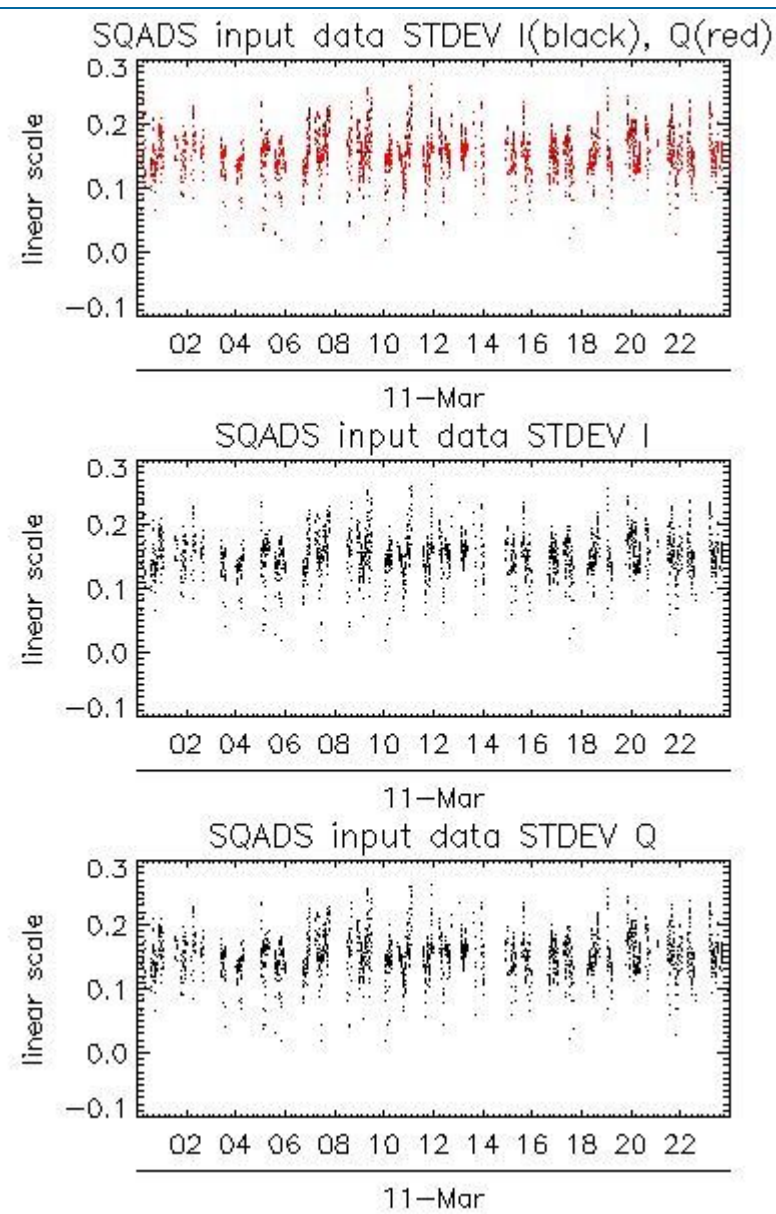 SQADS input data STDEV I(black), Q(red)
0.3
0.2
0.1
0.0
−0.1
linear scale
02 04 06 08 10 12 14 16 18 20 22
11−Mar
SQADS input data STDEV I
0.3
0.2
0.1
0.0
−0.1
linear scale
02 04 06 08 10 12 14 16 18 20 22
11−Mar
SQADS input data STDEV Q
0.3
0.2
0.1
0.0
−0.1
linear scale
02 04 06 08 10 12 14 16 18 20 22
11−Mar